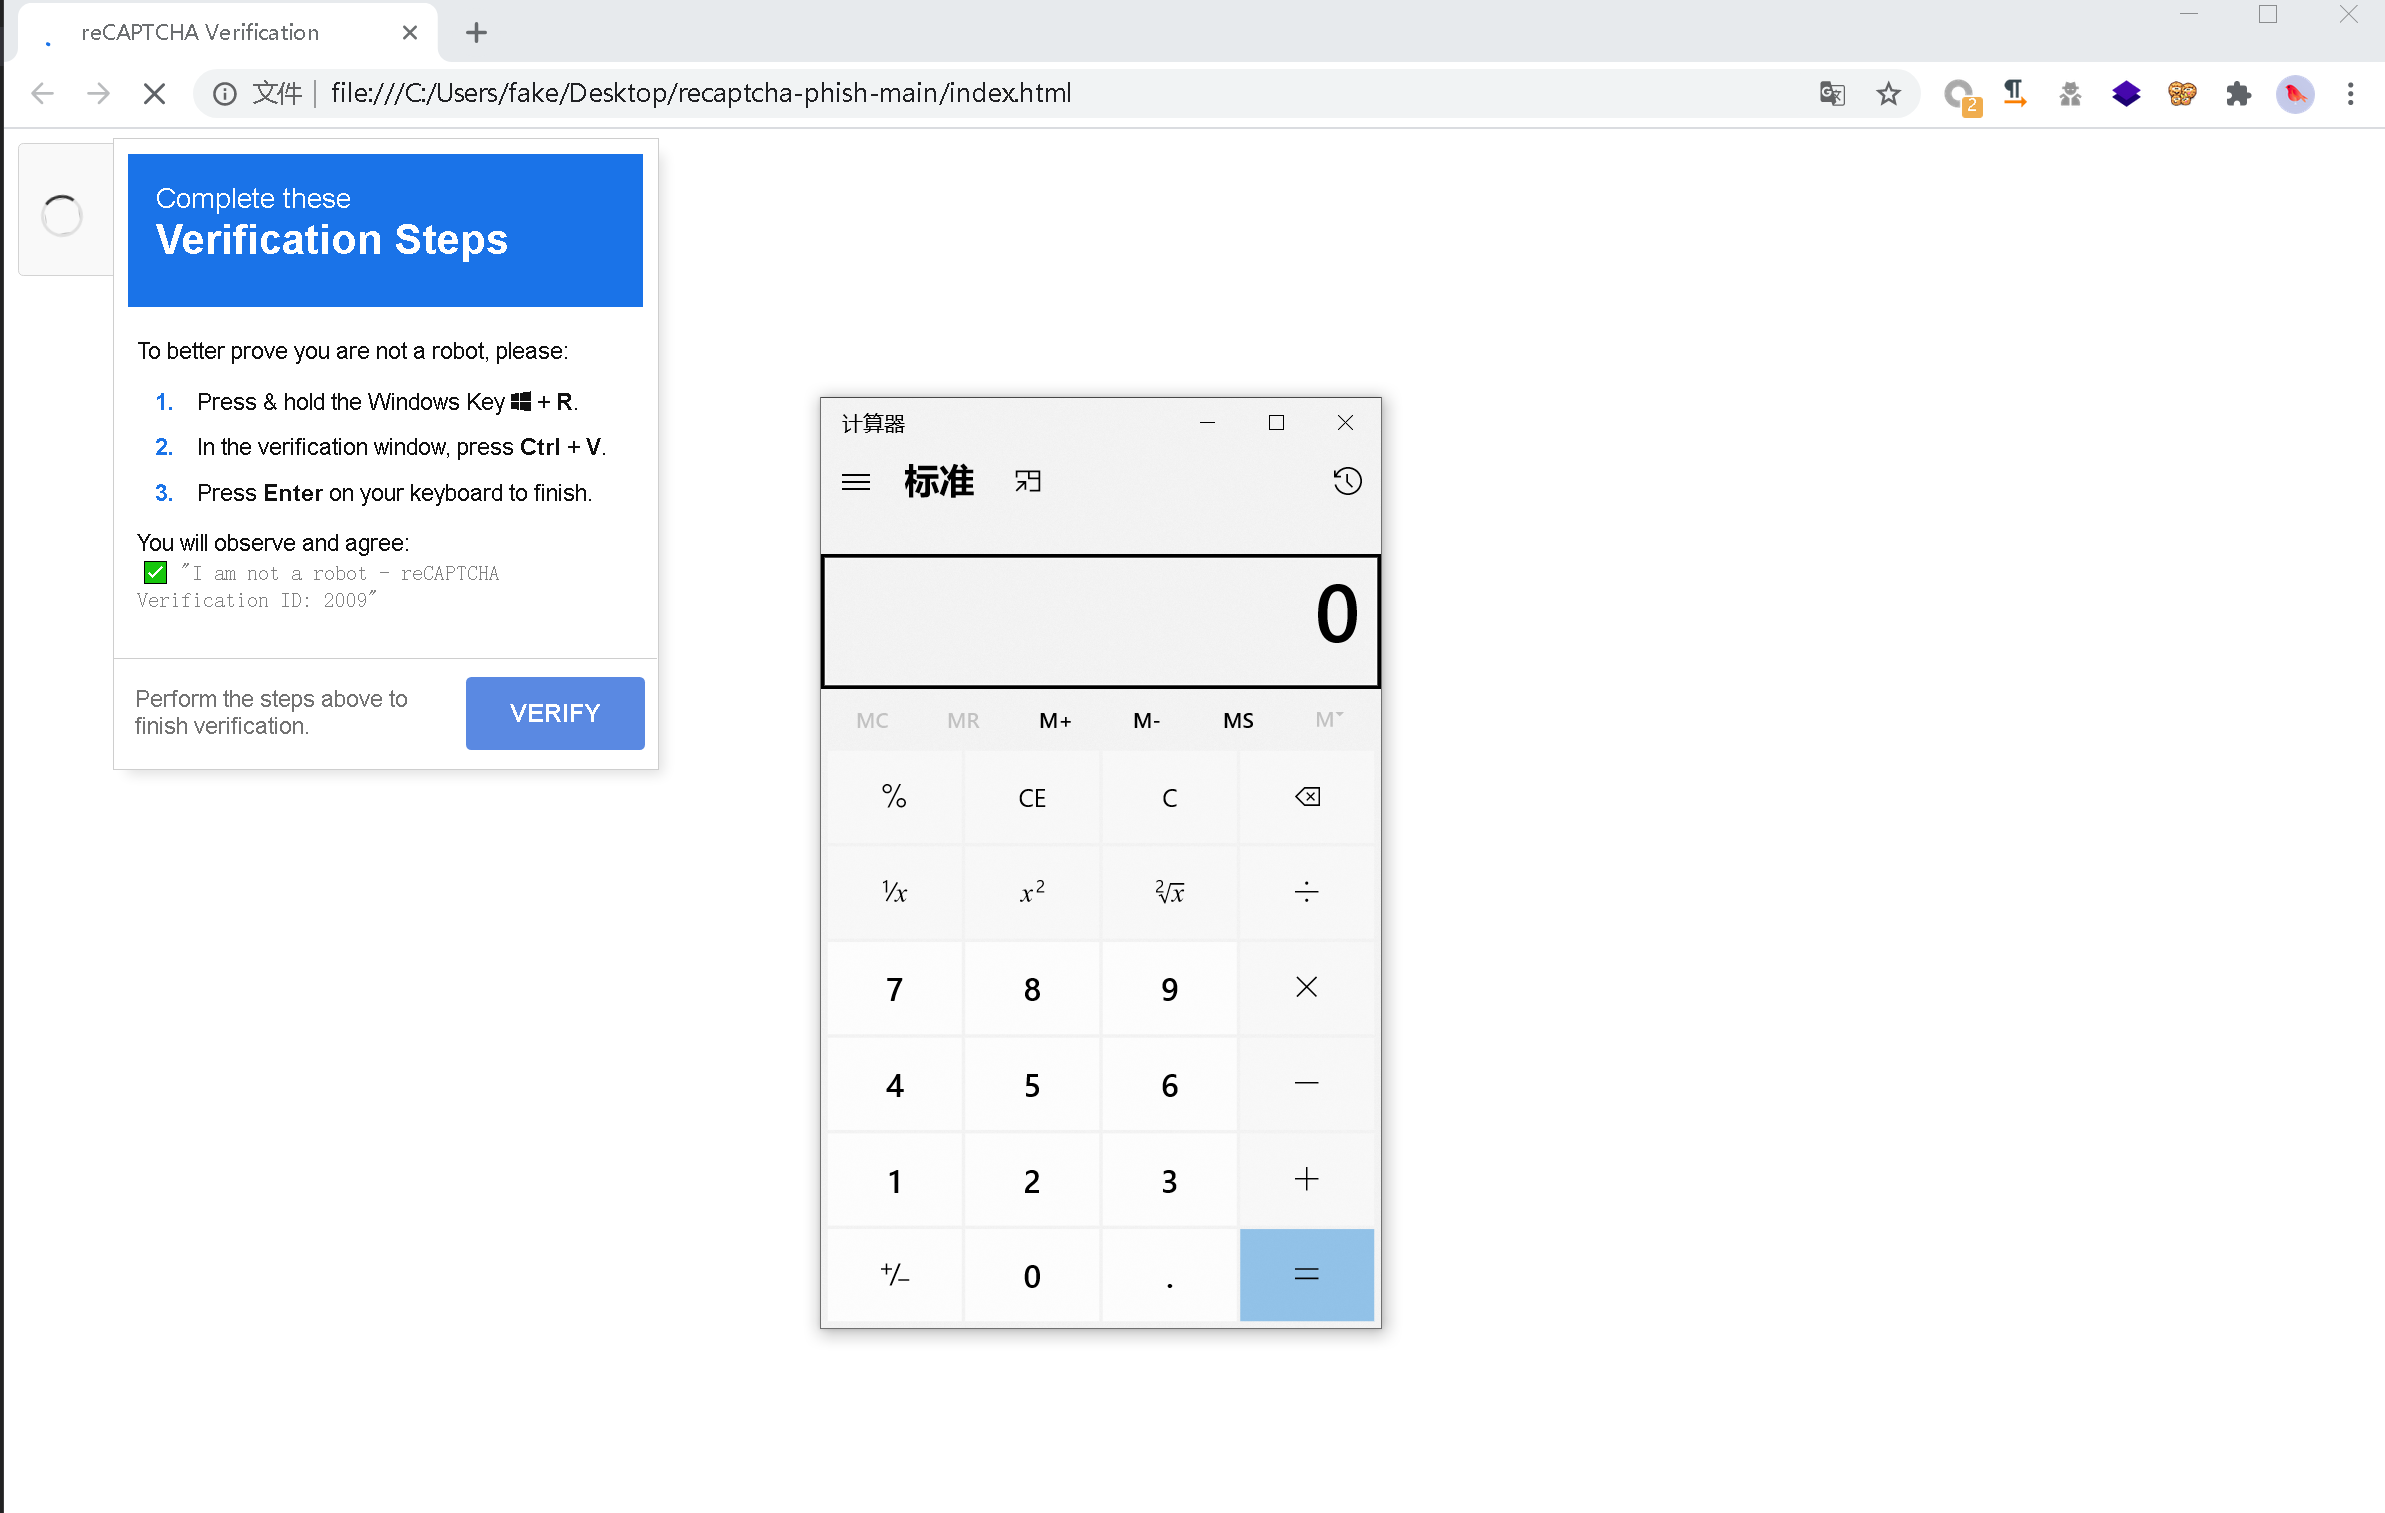 reCAPTCHA Verification
文件 | file:///C:/Users/fake/Desktop/recaptcha-phish-main/index.html
2
Complete these
Verification Steps
To better prove you are not a robot, please:
1. Press & hold the Windows Key + R.
2. In the verification window, press Ctrl + V.
3. Press Enter on your keyboard to finish.
You will observe and agree:
✅ "I am not a robot - reCAPTCHA
Verification ID: 2009"
Perform the steps above to
finish verification.
VERIFY
计算器
标准
0
MC MR M+ M- MS M˅
% CE C
¹/x x² ²√x ÷
7 8 9 ×
4 5 6 −
1 2 3 +
+/− 0 . =